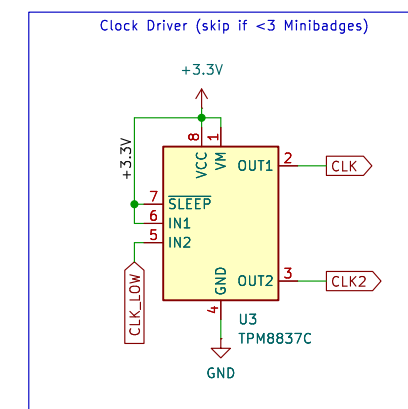 Clock Driver (skip if <3 Minibadges)
+3.3V
+3.3V
8
1
VCC
VM
OUT1
2
CLK
7
SLEEP
6
IN1
5
IN2
CLK_LOW
GND
OUT2
3
CLK2
4
U3
TPM8837C
GND